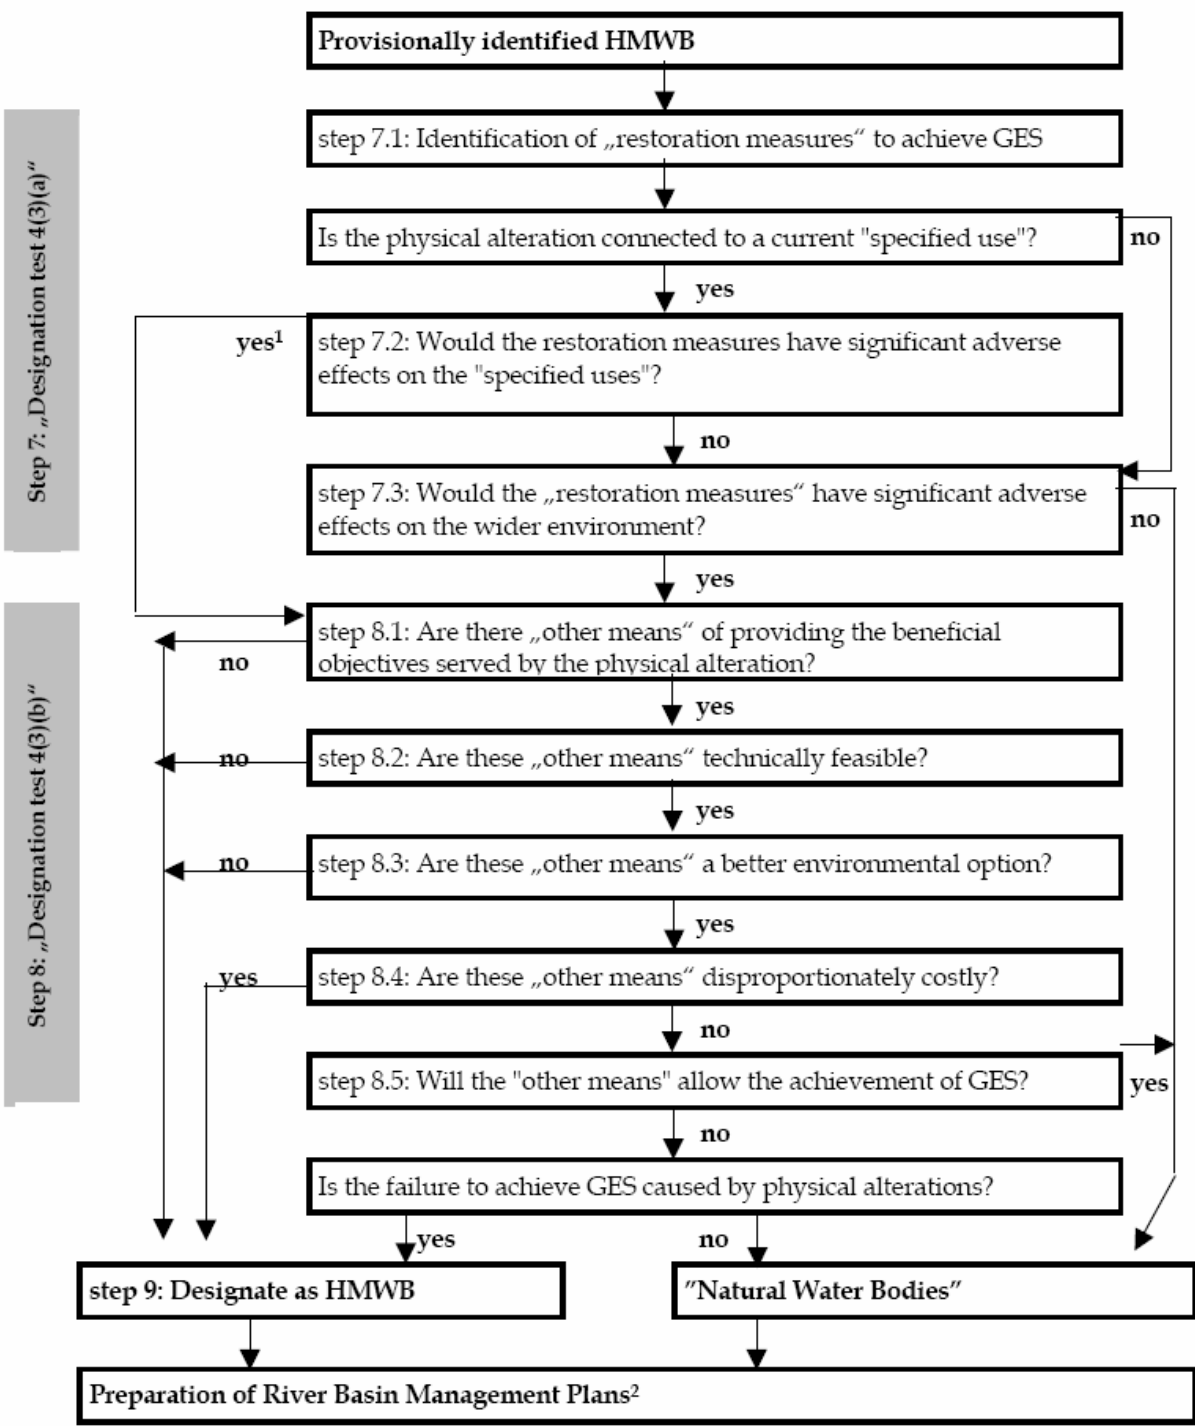 Provisionally identified HMWB
Step 7: „Designation test 4(3)(a)“
step 7.1: Identification of „restoration measures“ to achieve GES
Is the physical alteration connected to a current "specified use"?
no
yes
yes¹
step 7.2: Would the restoration measures have significant adverse
effects on the "specified uses"?
no
step 7.3: Would the „restoration measures“ have significant adverse
effects on the wider environment?
no
yes
Step 8: „Designation test 4(3)(b)“
step 8.1: Are there „other means“ of providing the beneficial
objectives served by the physical alteration?
no
yes
no
step 8.2: Are these „other means“ technically feasible?
yes
no
step 8.3: Are these „other means“ a better environmental option?
yes
yes
step 8.4: Are these „other means“ disproportionately costly?
no
step 8.5: Will the "other means" allow the achievement of GES?
yes
no
Is the failure to achieve GES caused by physical alterations?
yes
no
step 9: Designate as HMWB
”Natural Water Bodies”
Preparation of River Basin Management Plans²